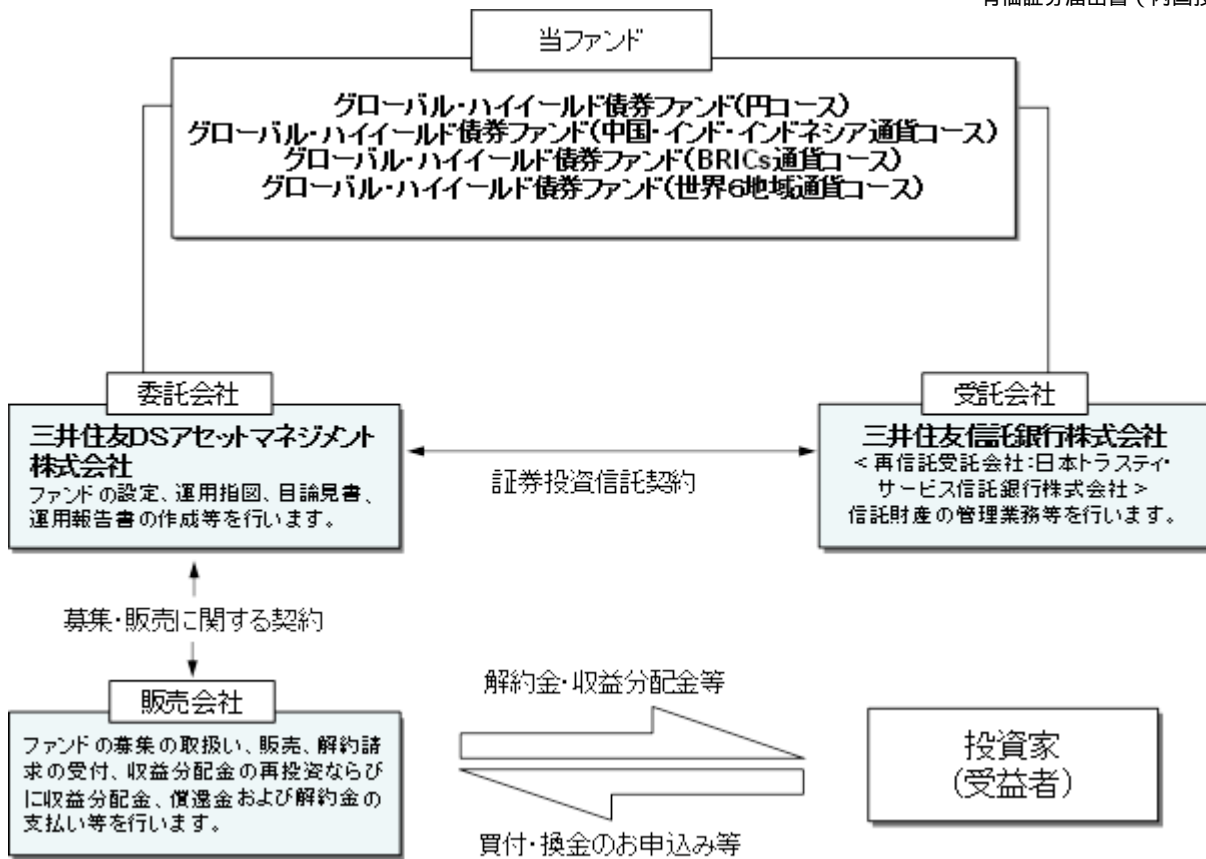 有価証券届出書(内国投
当ファンド
グローバル・ハイイールド債券ファンド(円コース)
グローバル・ハイイールド債券ファンド(中国・インド・インドネシア通貨コース)
グローバル・ハイイールド債券ファンド(BRICs通貨コース)
グローバル・ハイイールド債券ファンド(世界6地域通貨コース)
委託会社
三井住友DSアセットマネジメント
株式会社
ファンドの設定、運用指図、目論見書、
運用報告書の作成等を行います。
証券投資信託契約
受託会社
三井住友信託銀行株式会社
<再信託受託会社:日本トラスティ・
サービス信託銀行株式会社>
信託財産の管理業務等を行います。
募集・販売に関する契約
販売会社
ファンドの募集の取扱い、販売、解約請
求の受付、収益分配金の再投資ならび
に収益分配金、償還金および解約金の
支払い等を行います。
解約金・収益分配金等
買付・換金のお申込み等
投資家
(受益者)